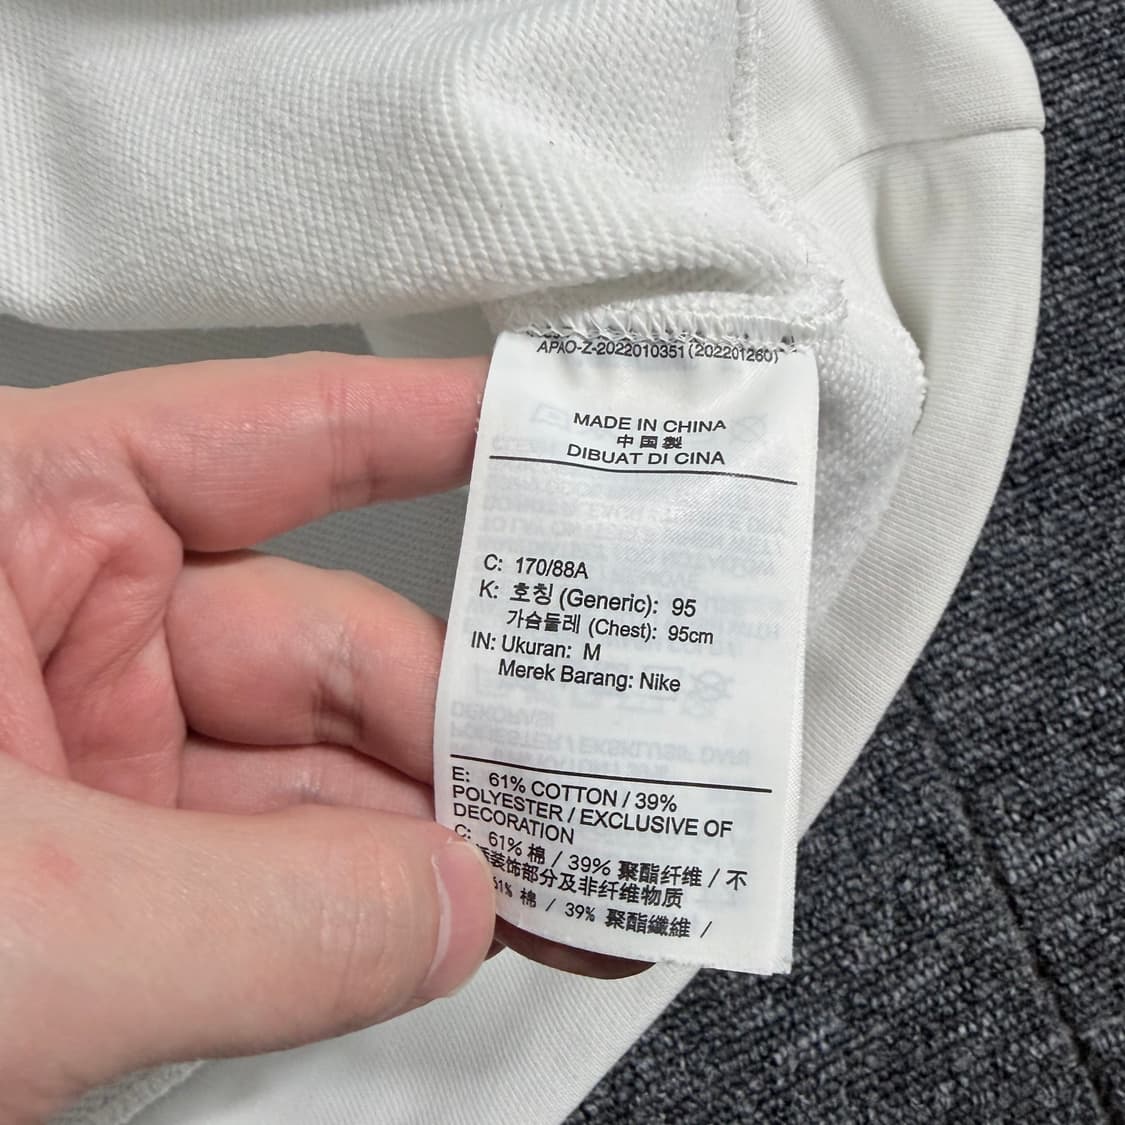 APAO-Z-2022010351(202201260)
MADE IN CHINA
中国製
DIBUAT DI CINA
C: 170/88A
K: 호칭 (Generic): 95
가슴둘레 (Chest): 95cm
IN: Ukuran: M
Merek Barang: Nike
E: 61% COTTON / 39%
POLYESTER / EXCLUSIVE OF
DECORATION
C: 61% 棉 / 39% 聚酯纤维 / 不
装饰部分及非纤维物质
61% 棉 / 39% 聚酯纖維 /